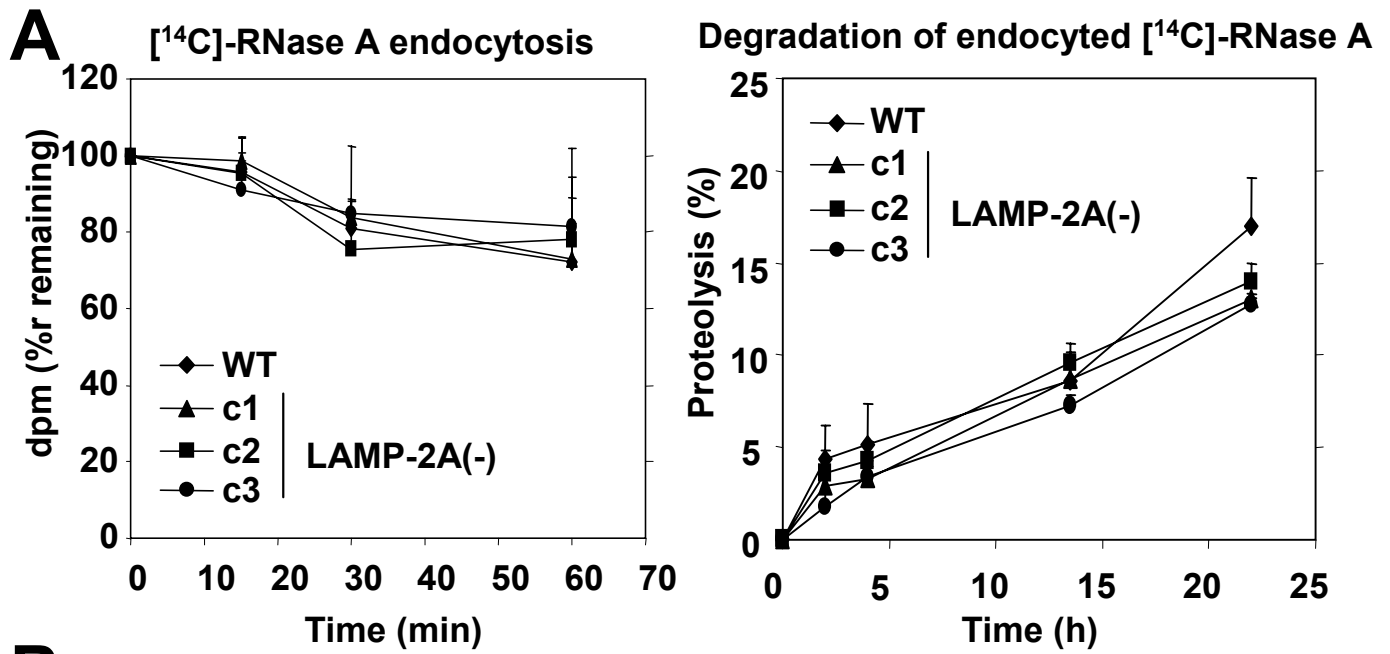 A
[¹⁴C]-RNase A endocytosis
dpm (%r remaining)
120
100
80
60
40
20
0
WT
c1
c2
c3
LAMP-2A(-)
0 10 20 30 40 50 60 70
Time (min)
Degradation of endocyted [¹⁴C]-RNase A
Proteolysis (%)
25
20
15
10
5
0
WT
c1
c2
c3
LAMP-2A(-)
0 5 10 15 20 25
Time (h)